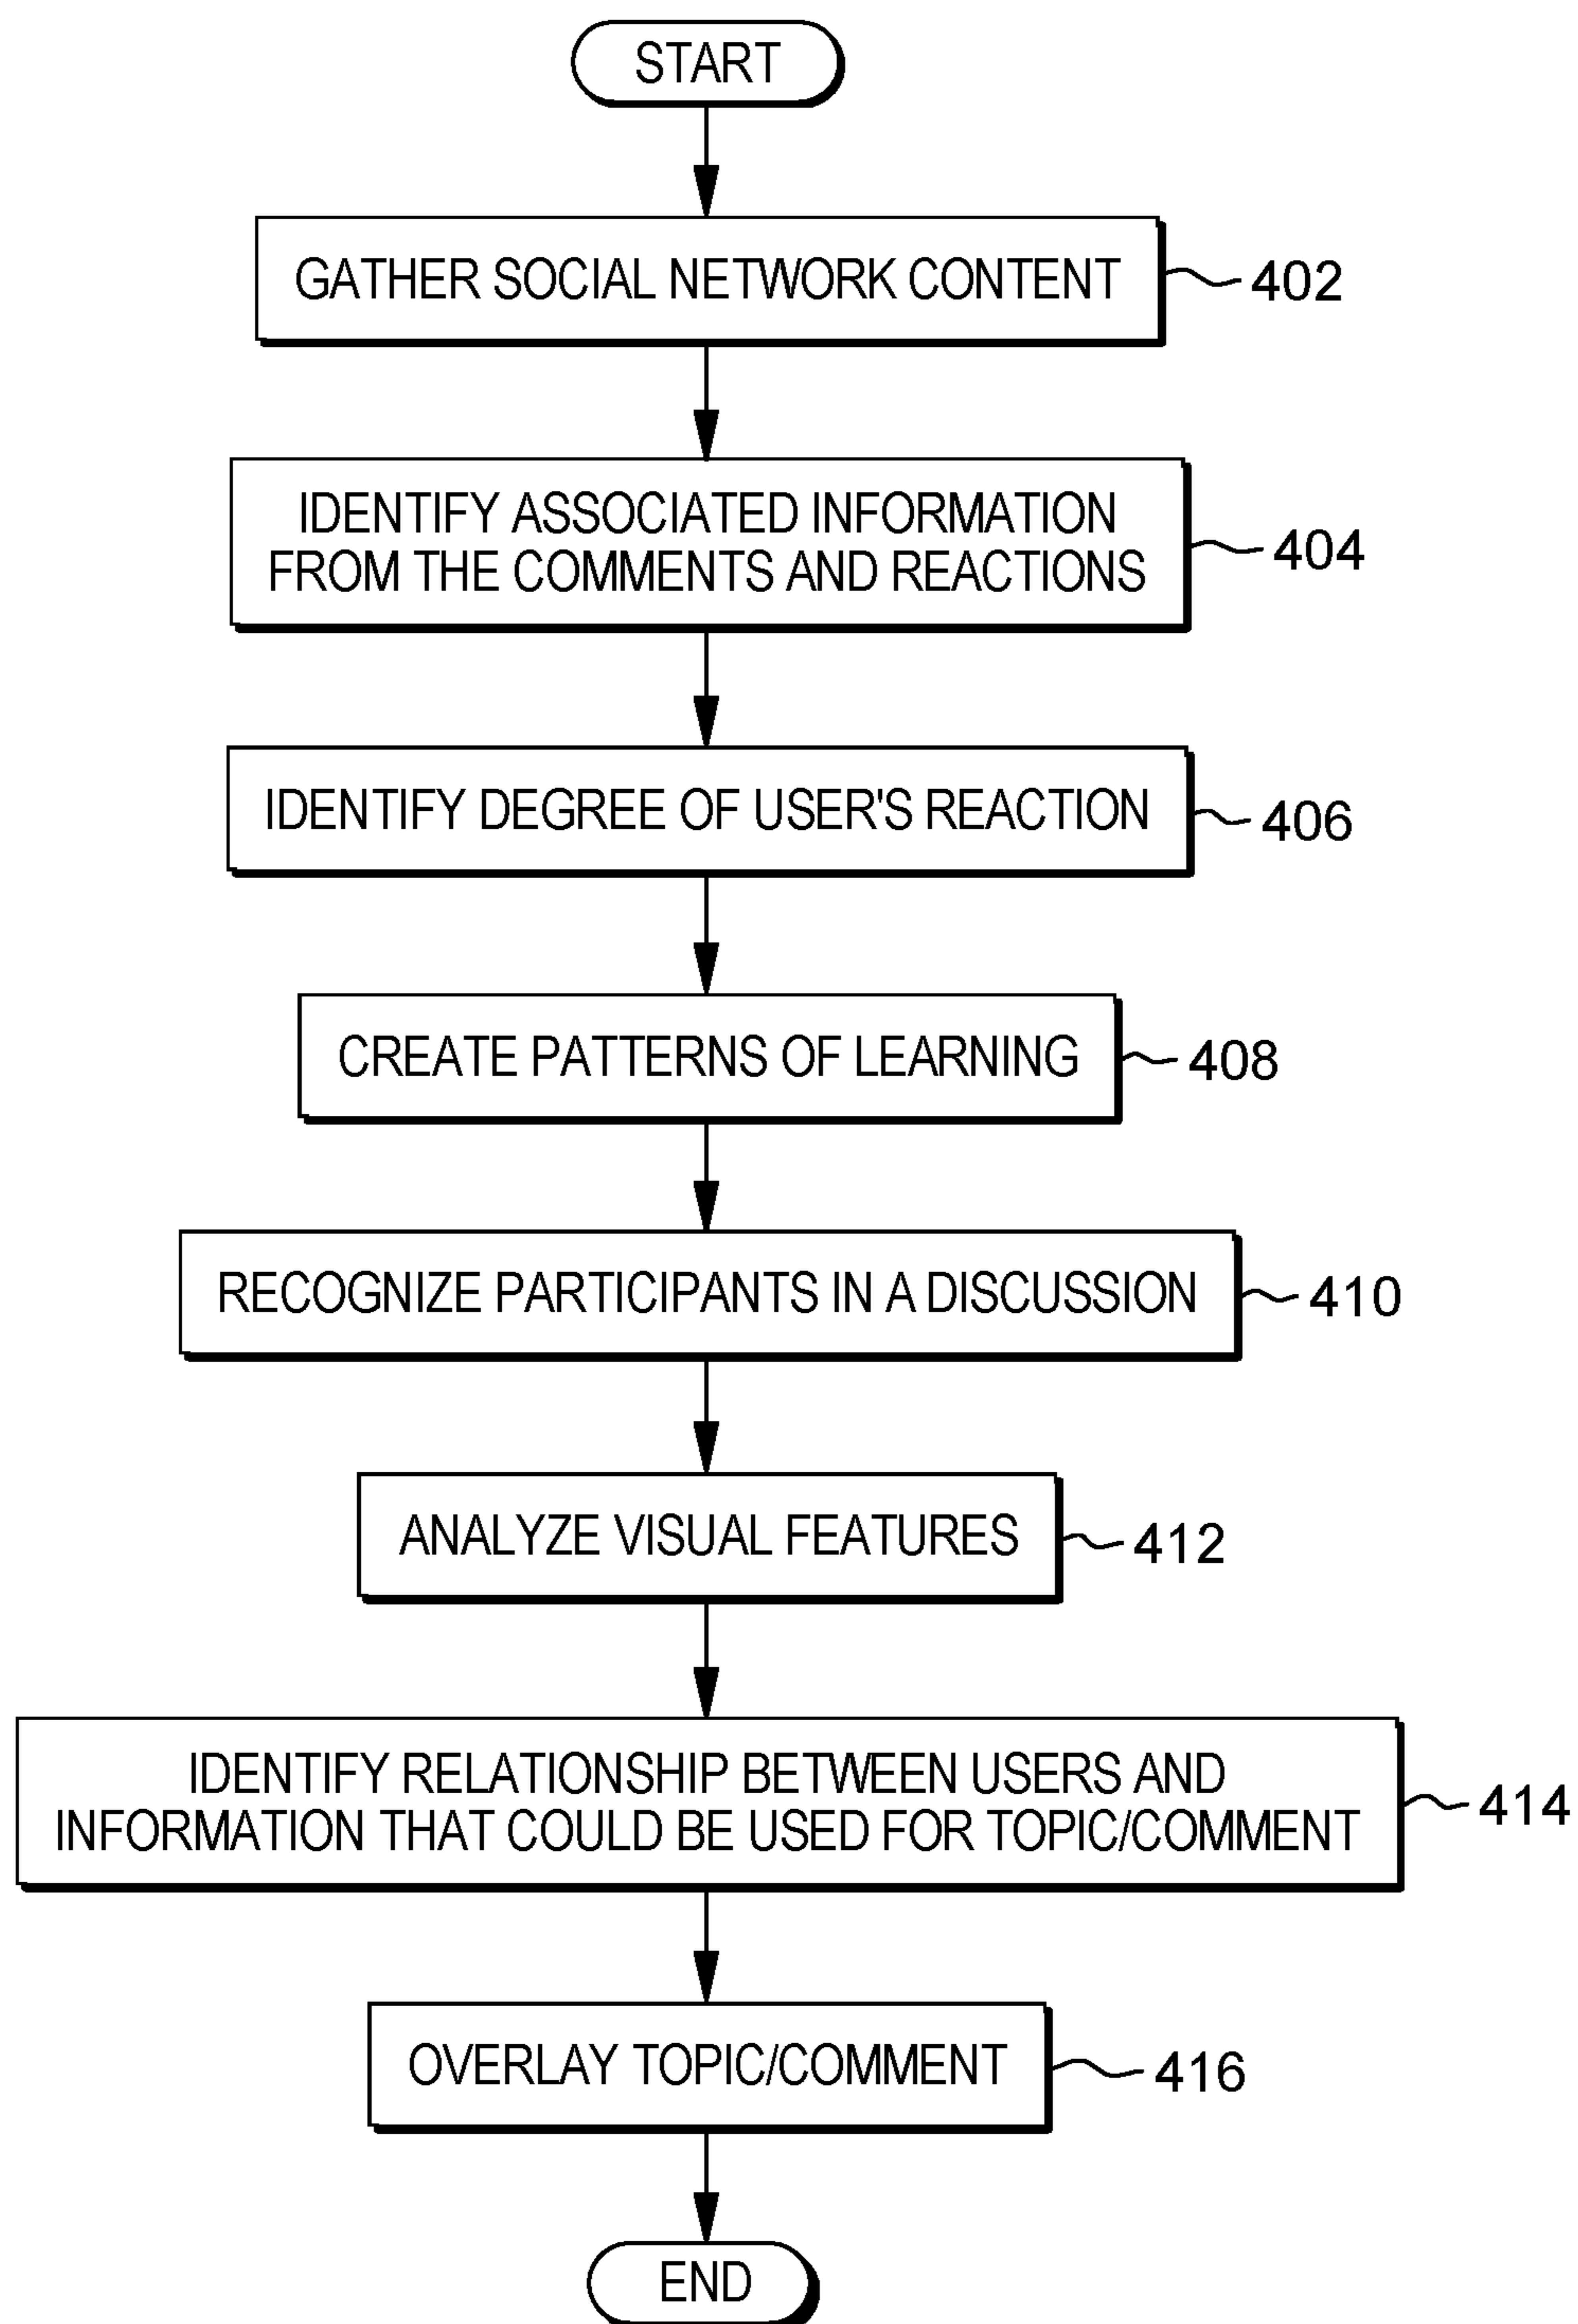 START
GATHER SOCIAL NETWORK CONTENT
402
IDENTIFY ASSOCIATED INFORMATION
FROM THE COMMENTS AND REACTIONS
404
IDENTIFY DEGREE OF USER'S REACTION
406
CREATE PATTERNS OF LEARNING
408
RECOGNIZE PARTICIPANTS IN A DISCUSSION
410
ANALYZE VISUAL FEATURES
412
IDENTIFY RELATIONSHIP BETWEEN USERS AND
INFORMATION THAT COULD BE USED FOR TOPIC/COMMENT
414
OVERLAY TOPIC/COMMENT
416
END